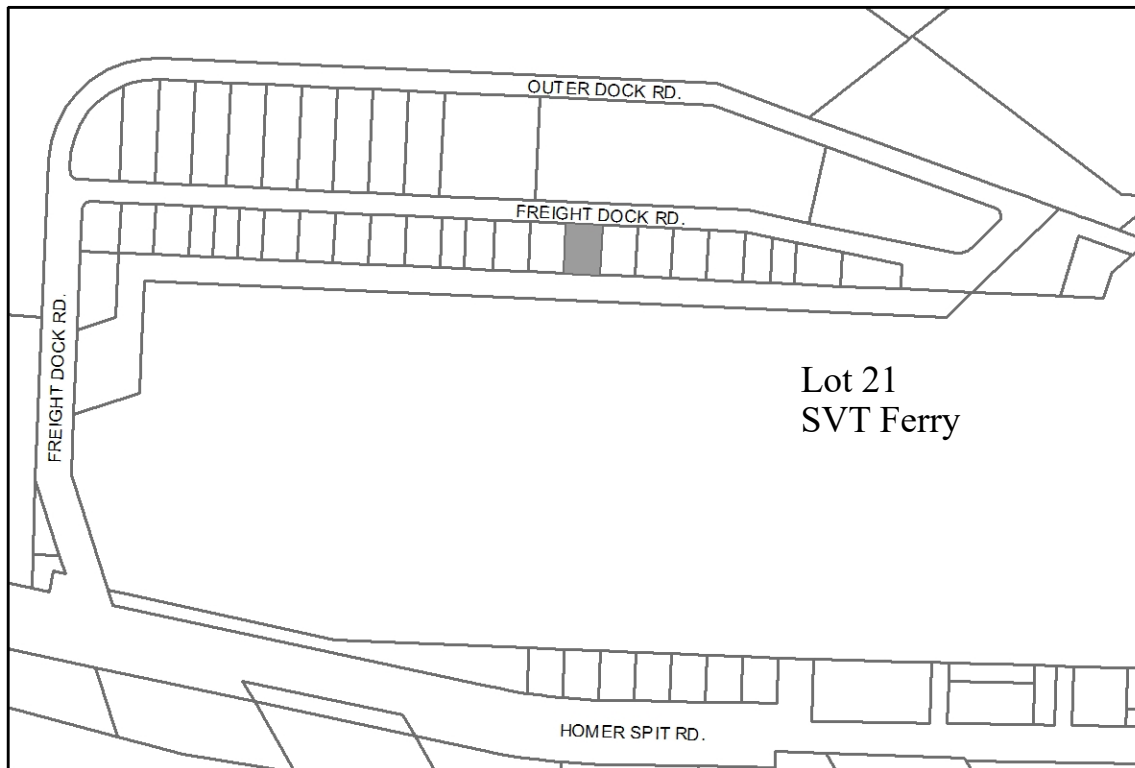 OUTER DOCK RD.
FREIGHT DOCK RD.
FREIGHT DOCK RD.
Lot 21
SVT Ferry
HOMER SPIT RD.